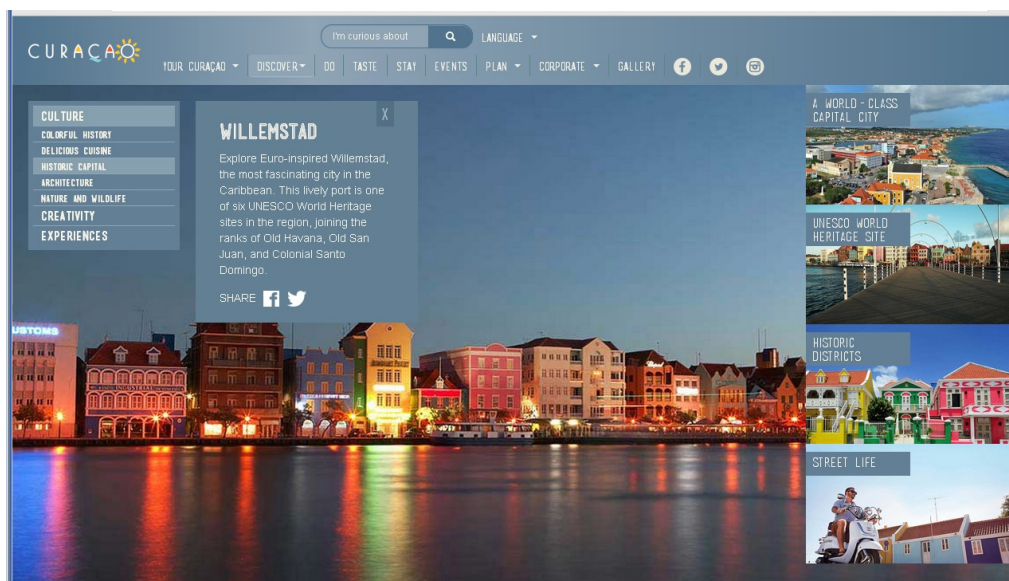 CURAÇAO
I'm curious about
LANGUAGE
YOUR CURAÇAO
DISCOVER
DO
TASTE
STAY
EVENTS
PLAN
CORPORATE
GALLERY
CULTURE
COLORFUL HISTORY
DELICIOUS CUISINE
HISTORIC CAPITAL
ARCHITECTURE
NATURE AND WILDLIFE
CREATIVITY
EXPERIENCES
X
WILLEMSTAD
Explore Euro-inspired Willemstad,
the most fascinating city in the
Caribbean. This lively port is one
of six UNESCO World Heritage
sites in the region, joining the
ranks of Old Havana, Old San
Juan, and Colonial Santo
Domingo.
SHARE
A WORLD-CLASS
CAPITAL CITY
UNESCO WORLD
HERITAGE SITE
HISTORIC
DISTRICTS
STREET LIFE
USTOMS